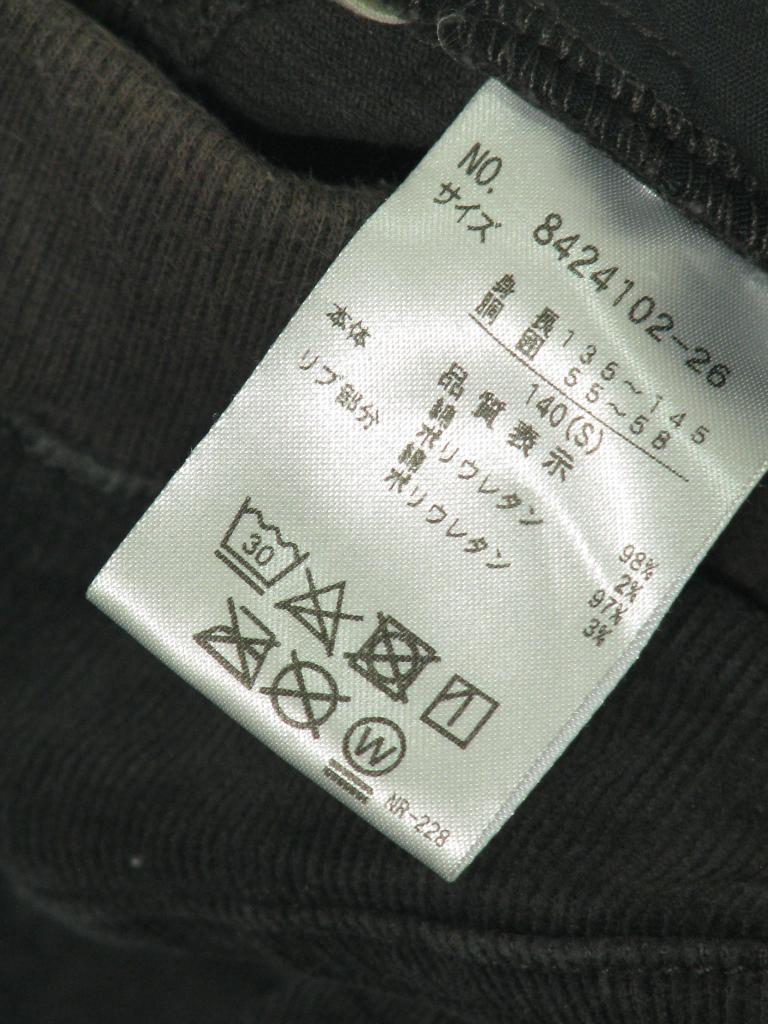 NO. 8424102-26
サイズ
身長 135～145
胴囲 55～58
140(S)
品質表示
本体 綿 98%
ポリウレタン 2%
リブ部分 綿 97%
ポリウレタン 3%
30
W
NR-228